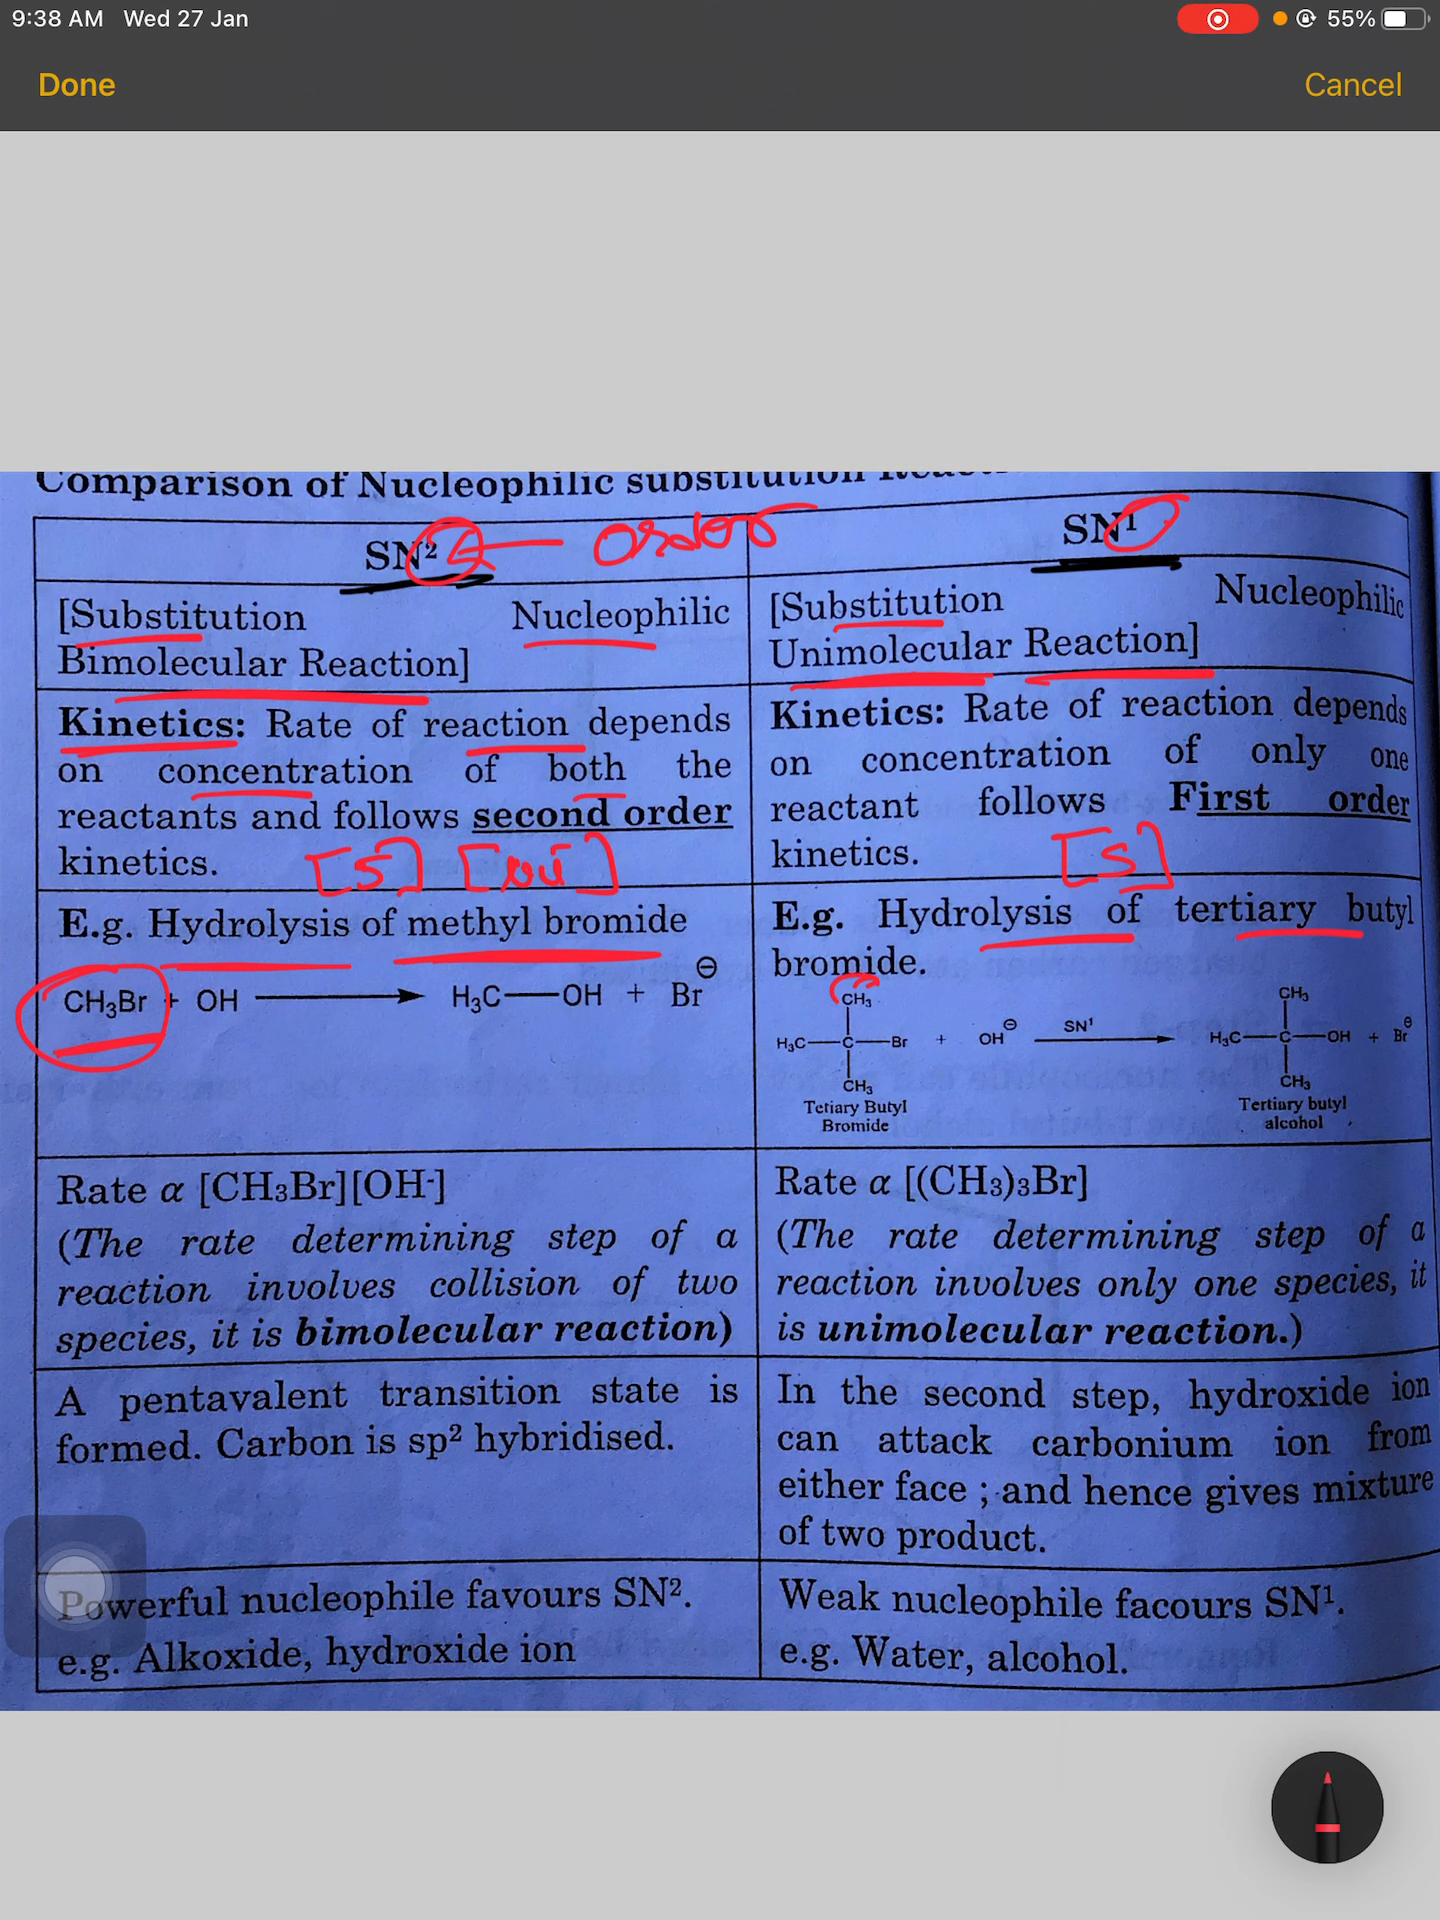 9:38 AM Wed 27 Jan
55%
Done
Cancel
Comparison of Nucleophilic substitution
SN² order
SN¹
[Substitution Nucleophilic
Bimolecular Reaction]
[Substitution Nucleophilic
Unimolecular Reaction]
Kinetics: Rate of reaction depends
on concentration of both the
reactants and follows second order
kinetics. [S]
Kinetics: Rate of reaction depends
on concentration of only one
reactant follows First order
kinetics. [S]
E.g. Hydrolysis of methyl bromide
CH₃Br + OH H₃C—OH + Br⊖
E.g. Hydrolysis of tertiary butyl
bromide.
CH₃ CH₃
H₃C—C—Br + OH⊖ SN¹ H₃C—C—OH + Br⊖
CH₃ CH₃
Tetiary Butyl
Bromide
Tertiary butyl
alcohol
Rate α [CH₃Br][OH-]
(The rate determining step of a
reaction involves collision of two
species, it is bimolecular reaction)
Rate α [(CH₃)₃Br]
(The rate determining step of a
reaction involves only one species, it
is unimolecular reaction.)
A pentavalent transition state is
formed. Carbon is sp² hybridised.
In the second step, hydroxide ion
can attack carbonium ion from
either face ; and hence gives mixture
of two product.
Powerful nucleophile favours SN².
e.g. Alkoxide, hydroxide ion
Weak nucleophile facours SN¹.
e.g. Water, alcohol.